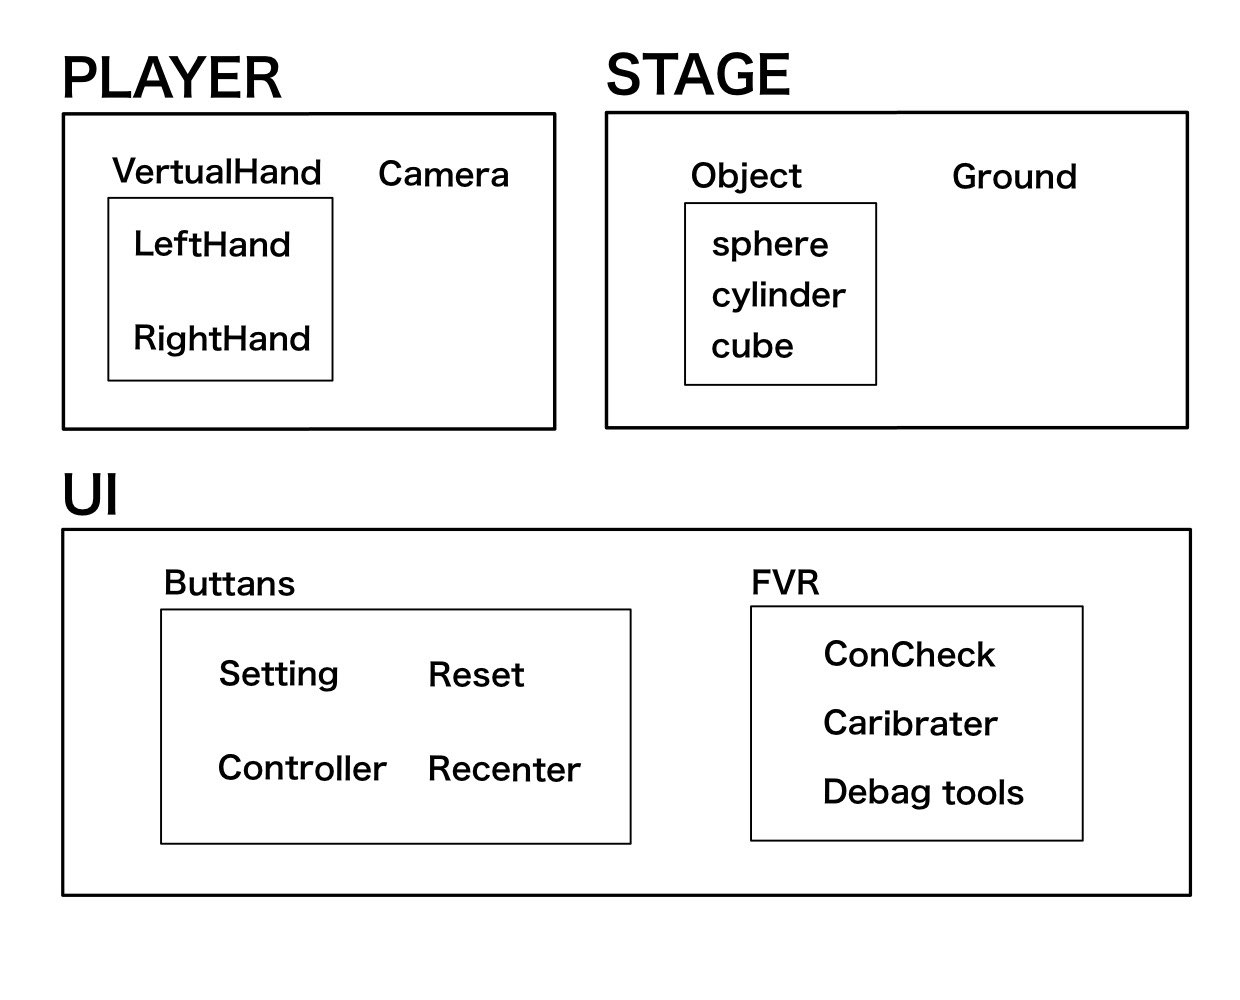 PLAYER
VertualHand
LeftHand
RightHand
Camera
STAGE
Object
sphere
cylinder
cube
Ground
UI
Buttans
Setting
Reset
Controller
Recenter
FVR
ConCheck
Caribrater
Debag tools